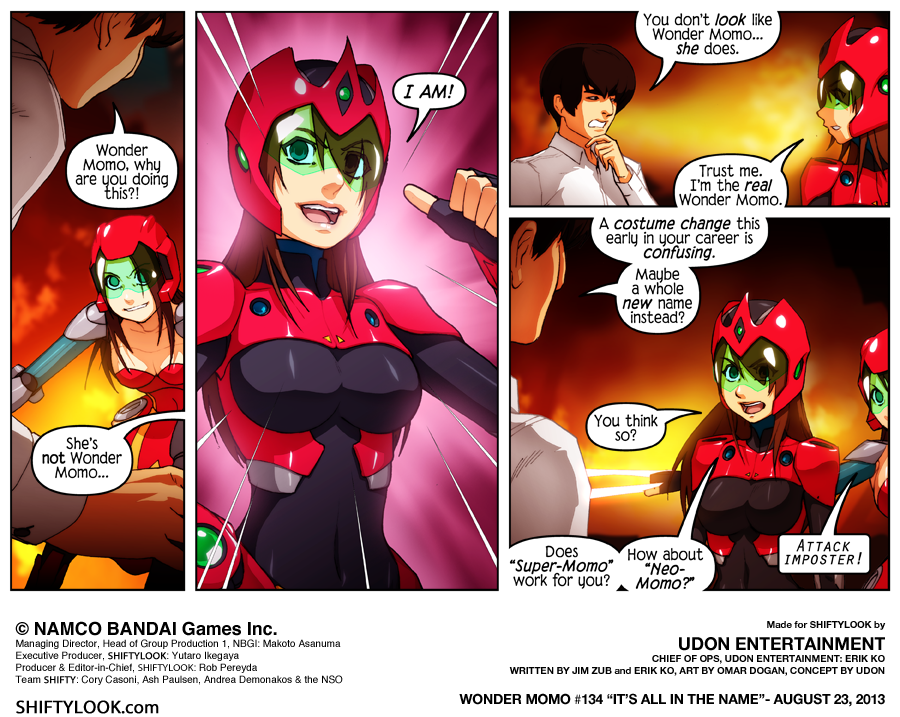 Wonder
Momo, why
are you doing
this?!
She's
not Wonder
Momo...
I AM!
You don't look like
Wonder Momo...
she does.
Trust me.
I'm the real
Wonder Momo.
A costume change this
early in your career is
confusing.
Maybe
a whole
new name
instead?
You think
so?
Does
"Super-Momo"
work for you?
How about
"Neo-
Momo?"
ATTACK
IMPOSTER!
© NAMCO BANDAI Games Inc.
Managing Director, Head of Group Production 1, NBGI: Makoto Asanuma
Executive Producer, SHIFTYLOOK: Yutaro Ikegaya
Producer & Editor-in-Chief, SHIFTYLOOK: Rob Pereyda
Team SHIFTY: Cory Casoni, Ash Paulsen, Andrea Demonakos & the NSO
SHIFTYLOOK.com
Made for SHIFTYLOOK by
UDON ENTERTAINMENT
CHIEF OF OPS, UDON ENTERTAINMENT: ERIK KO
WRITTEN BY JIM ZUB and ERIK KO, ART BY OMAR DOGAN, CONCEPT BY UDON
WONDER MOMO #134 "IT'S ALL IN THE NAME"- AUGUST 23, 2013